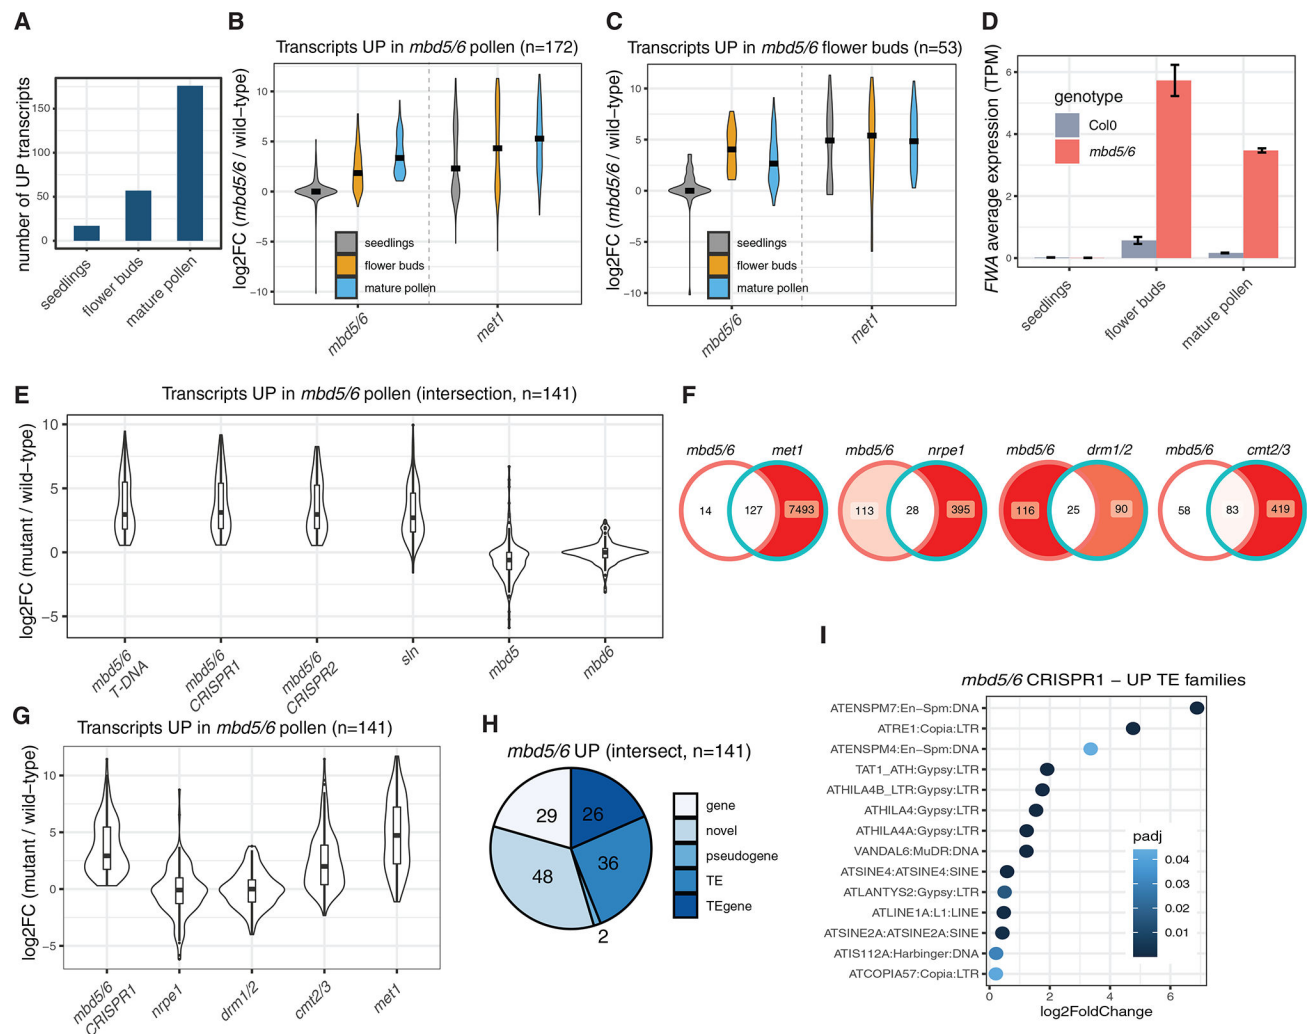 A
number of UP transcripts
150
100
50
0
seedlings
flower buds
mature pollen
B
Transcripts UP in mbd5/6 pollen (n=172)
log2FC (mbd5/6 / wild−type)
10
5
0
−5
−10
seedlings
flower buds
mature pollen
mbd5/6
met1
C
Transcripts UP in mbd5/6 flower buds (n=53)
log2FC (mbd5/6 / wild−type)
10
5
0
−5
−10
seedlings
flower buds
mature pollen
mbd5/6
met1
D
FWA average expression (TPM)
6
4
2
0
genotype
Col0
mbd5/6
seedlings
flower buds
mature pollen
E
Transcripts UP in mbd5/6 pollen (intersection, n=141)
log2FC (mutant / wild−type)
10
5
0
−5
mbd5/6 T-DNA
mbd5/6 CRISPR1
mbd5/6 CRISPR2
sln
mbd5
mbd6
F
mbd5/6 met1
14 127 7493
mbd5/6 nrpe1
113 28 395
mbd5/6 drm1/2
116 25 90
mbd5/6 cmt2/3
58 83 419
G
Transcripts UP in mbd5/6 pollen (n=141)
log2FC (mutant / wild−type)
10
5
0
−5
mbd5/6 CRISPR1
nrpe1
drm1/2
cmt2/3
met1
H
mbd5/6 UP (intersect, n=141)
29
26
36
48
2
gene
novel
pseudogene
TE
TEgene
I
mbd5/6 CRISPR1 − UP TE families
ATENSPM7:En−Spm:DNA
ATRE1:Copia:LTR
ATENSPM4:En−Spm:DNA
TAT1_ATH:Gypsy:LTR
ATHILA4B_LTR:Gypsy:LTR
ATHILA4:Gypsy:LTR
ATHILA4A:Gypsy:LTR
VANDAL6:MuDR:DNA
ATSINE4:ATSINE4:SINE
ATLANTYS2:Gypsy:LTR
ATLINE1A:L1:LINE
ATSINE2A:ATSINE2A:SINE
ATIS112A:Harbinger:DNA
ATCOPIA57:Copia:LTR
padj
0.04
0.03
0.02
0.01
0 2 4 6
log2FoldChange